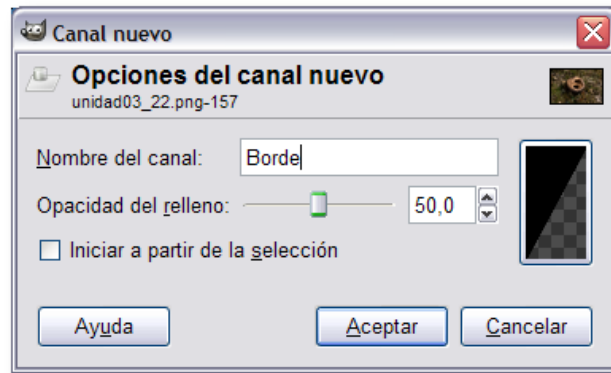 Canal nuevo
Opciones del canal nuevo
unidad03_22.png-157
Nombre del canal: Borde
Opacidad del relleno: 50,0
Iniciar a partir de la selección
Ayuda Aceptar Cancelar